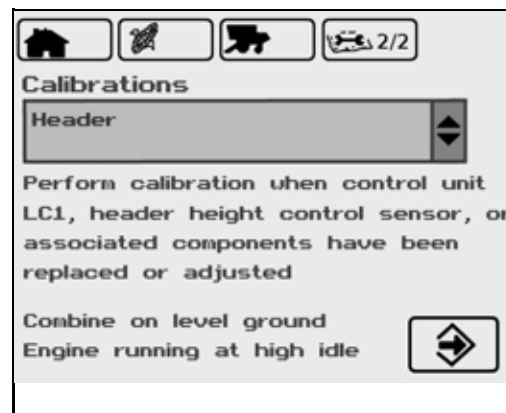 2/2
Calibrations
Header
Perform calibration when control unit
LC1, header height control sensor, or
associated components have been
replaced or adjusted
Combine on level ground
Engine running at high idle